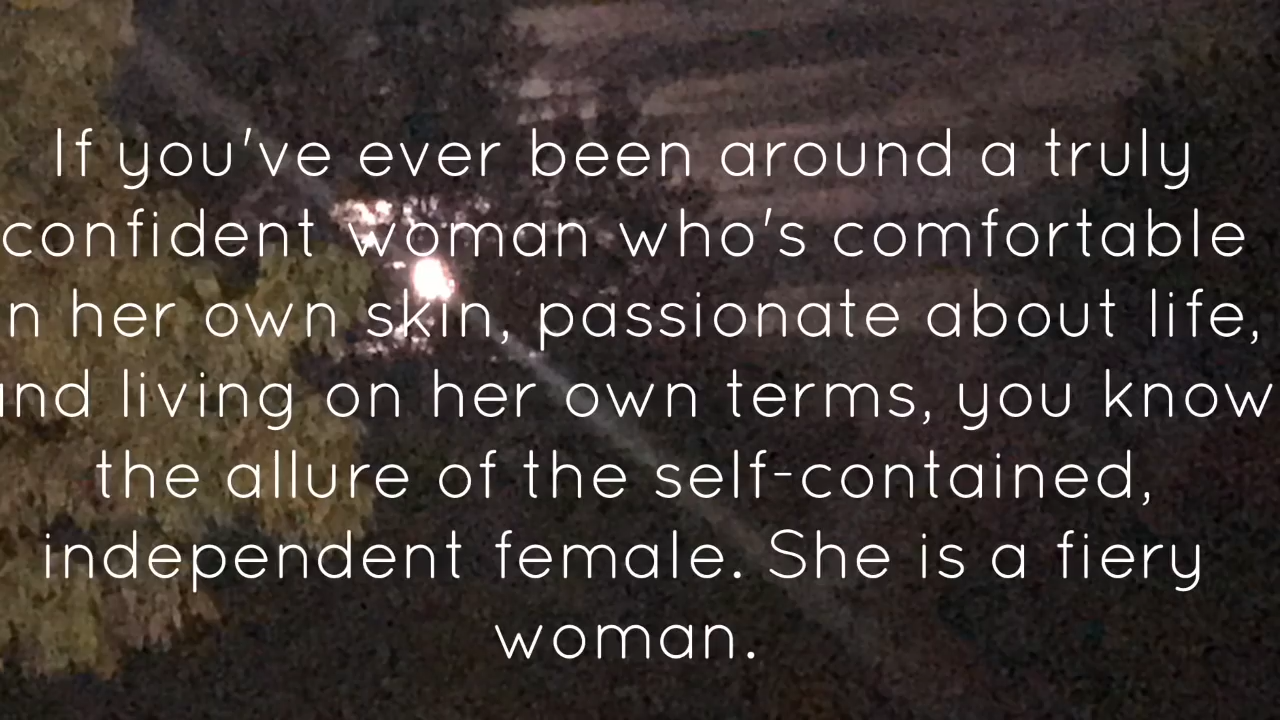 If you've ever been around a truly
confident woman who's comfortable
n her own skin, passionate about life,
and living on her own terms, you know
the allure of the self-contained,
independent female. She is a fiery
woman.